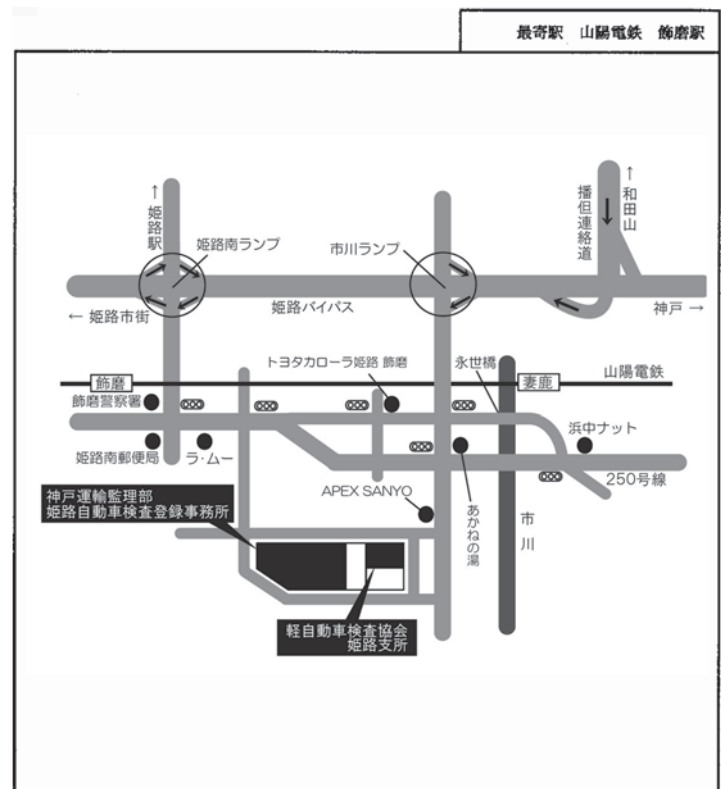 最寄駅 山陽電鉄 飾磨駅
↑
和田山
播但連絡道
↑
姫路駅
姫路南ランプ
市川ランプ
← 姫路市街
姫路バイパス
神戸 →
トヨタカローラ姫路 飾磨
永世橋
山陽電鉄
飾磨
妻鹿
飾磨警察署
浜中ナット
姫路南郵便局
ラ・ムー
250号線
APEX SANYO
あかねの湯
市川
神戸運輸監理部
姫路自動車検査登録事務所
軽自動車検査協会
姫路支所